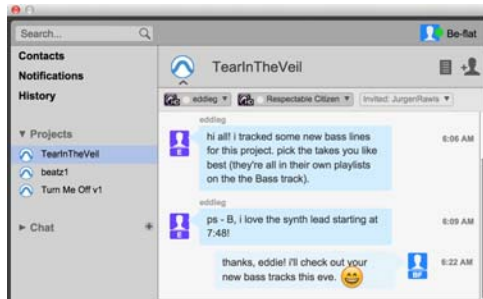 Search...
Be-flat
Contacts
Notifications
History
Projects
TearInTheVeil
beatz1
Turn Me Off v1
Chat
TearInTheVeil
eddieg
Respectable Citizen
Invited: JurgenRawls
eddieg
hi all! i tracked some new bass lines
for this project. pick the takes you like
best (they're all in their own playlists
on the the Bass track).
6:06 AM
E
eddieg
ps - B, i love the synth lead starting at
7:48!
6:09 AM
E
thanks, eddie! i'll check out your
new bass tracks this eve.
6:22 AM
BF